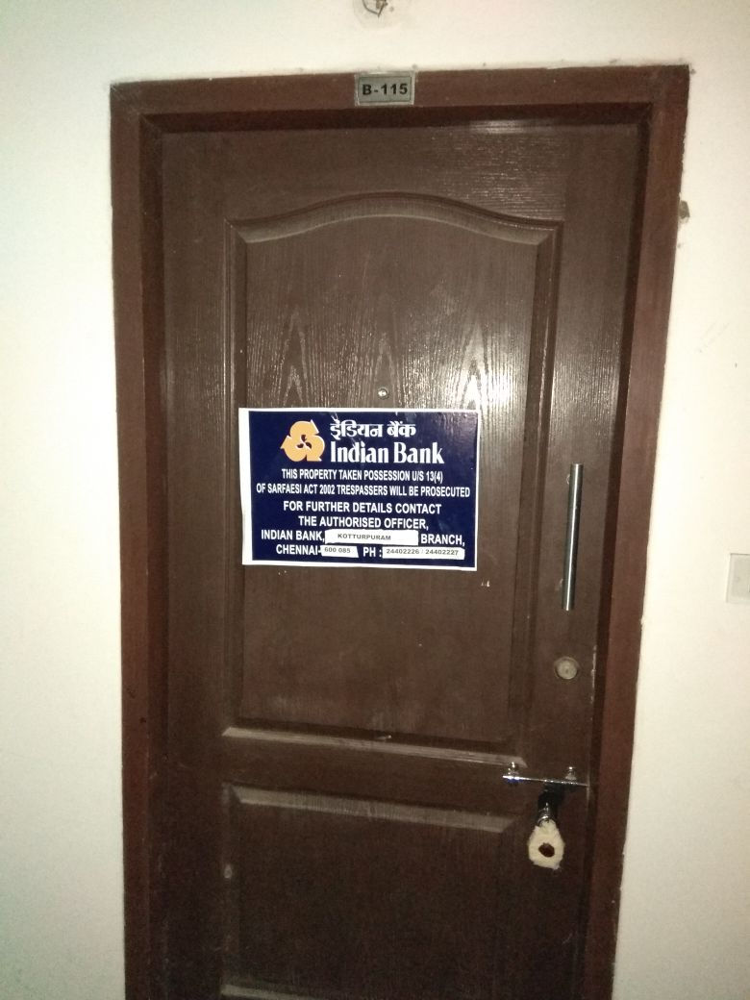 B-115
इंडियन बैंक
Indian Bank
THIS PROPERTY TAKEN POSSESSION U/S 13(4)
OF SARFAESI ACT 2002 TRESPASSERS WILL BE PROSECUTED
FOR FURTHER DETAILS CONTACT
THE AUTHORISED OFFICER,
INDIAN BANK, KOTTURPURAM BRANCH,
CHENNAI-600 085 PH : 24402226 / 24402227